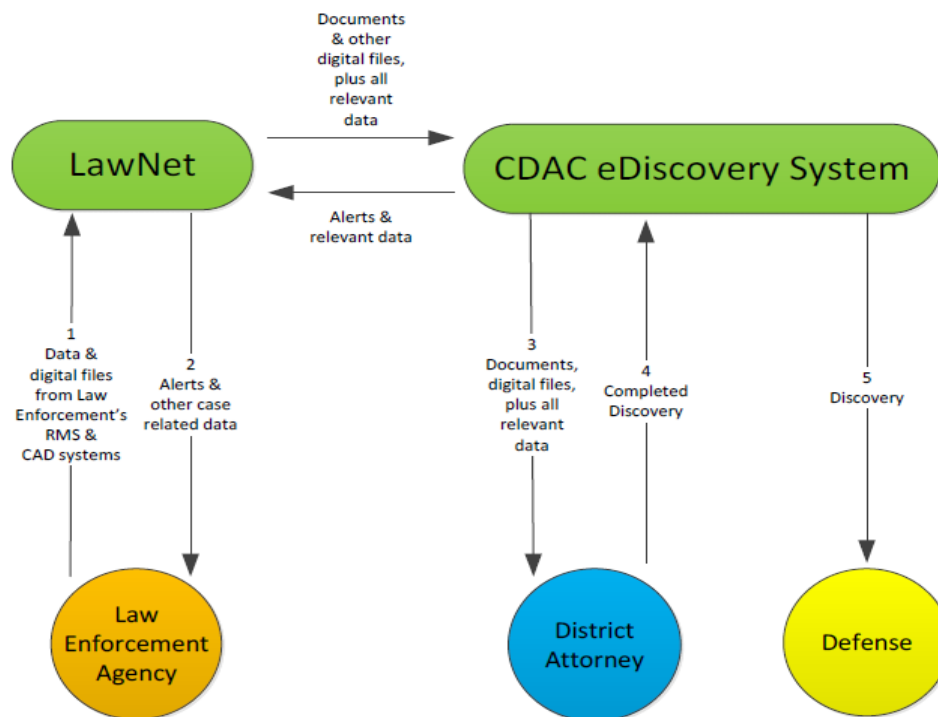 Documents
& other
digital files,
plus all
relevant
data
LawNet
CDAC eDiscovery System
Alerts &
relevant data
1
Data &
digital files
from Law
Enforcement's
RMS &
CAD systems
2
Alerts &
other case
related data
3
Documents,
digital files,
plus all
relevant
data
4
Completed
Discovery
5
Discovery
Law
Enforcement
Agency
District
Attorney
Defense